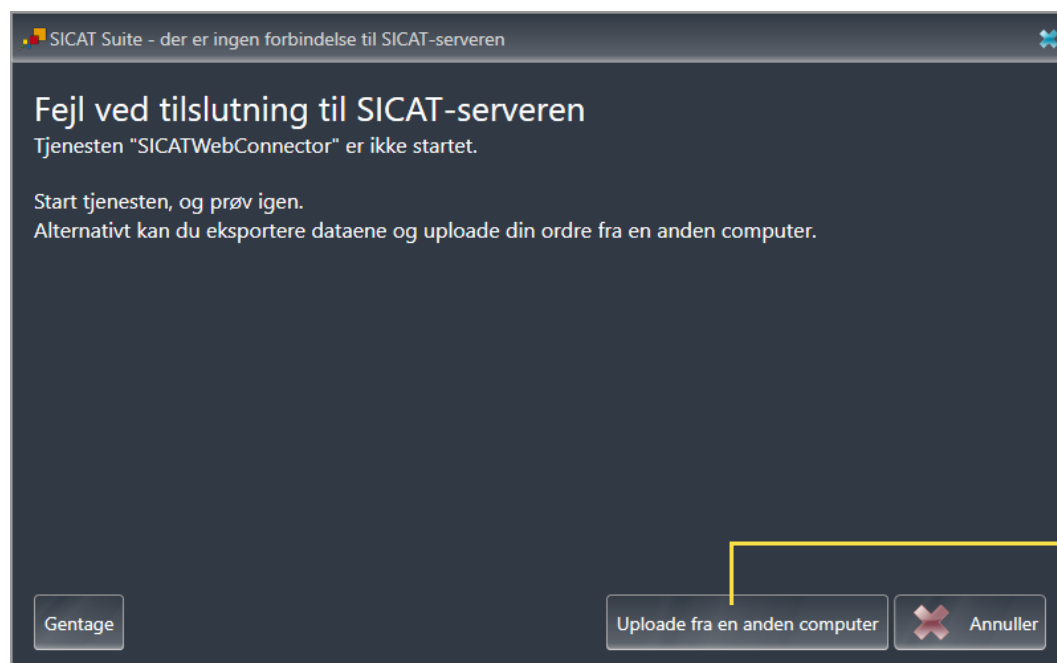 SICAT Suite - der er ingen forbindelse til SICAT-serveren
Fejl ved tilslutning til SICAT-serveren
Tjenesten "SICATWebConnector" er ikke startet.
Start tjenesten, og prøv igen.
Alternativt kan du eksportere dataene og uploade din ordre fra en anden computer.
Gentage
Uploade fra en anden computer
Annuller